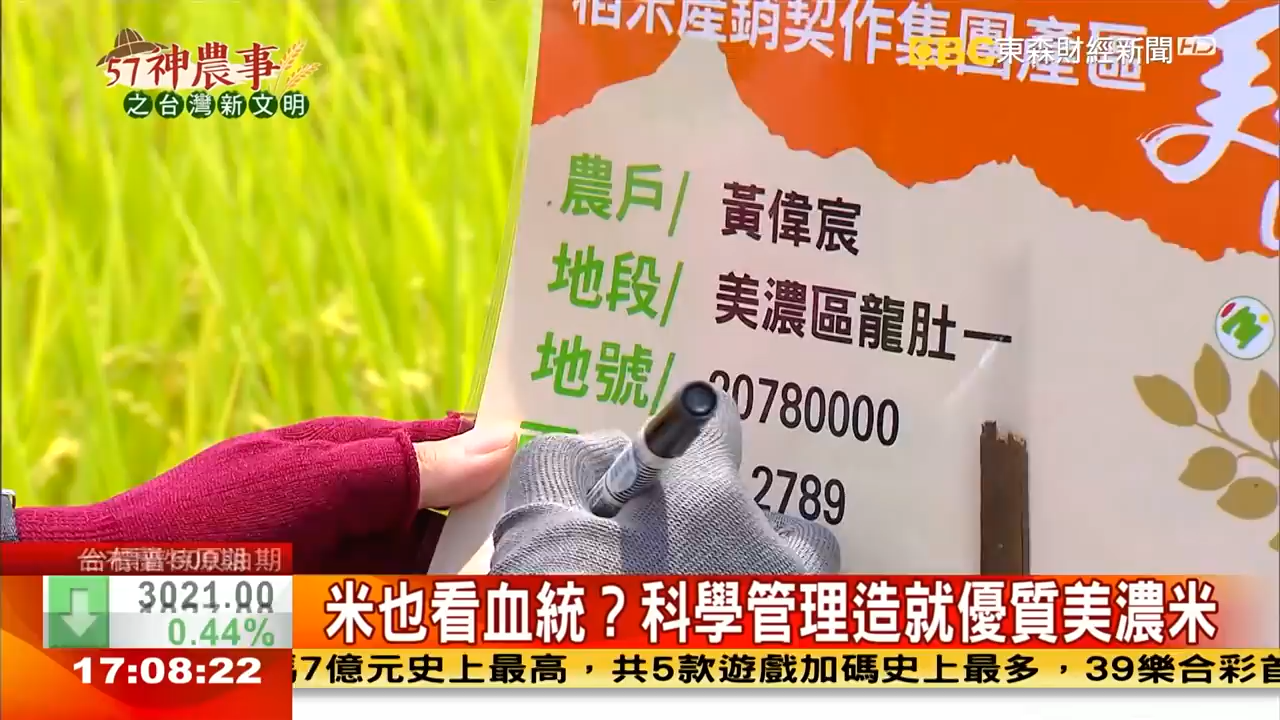 57神農事
之台灣新文明
EBC東森財經新聞HD
稻米產銷契作集團產區
美
農戶/ 黃偉宸
地段/ 美濃區龍肚一
地號/ 20780000
2789
3021.00
0.44%
米也看血統？科學管理造就優質美濃米
17:08:22
7億元史上最高，共5款遊戲加碼史上最多，39樂合彩首